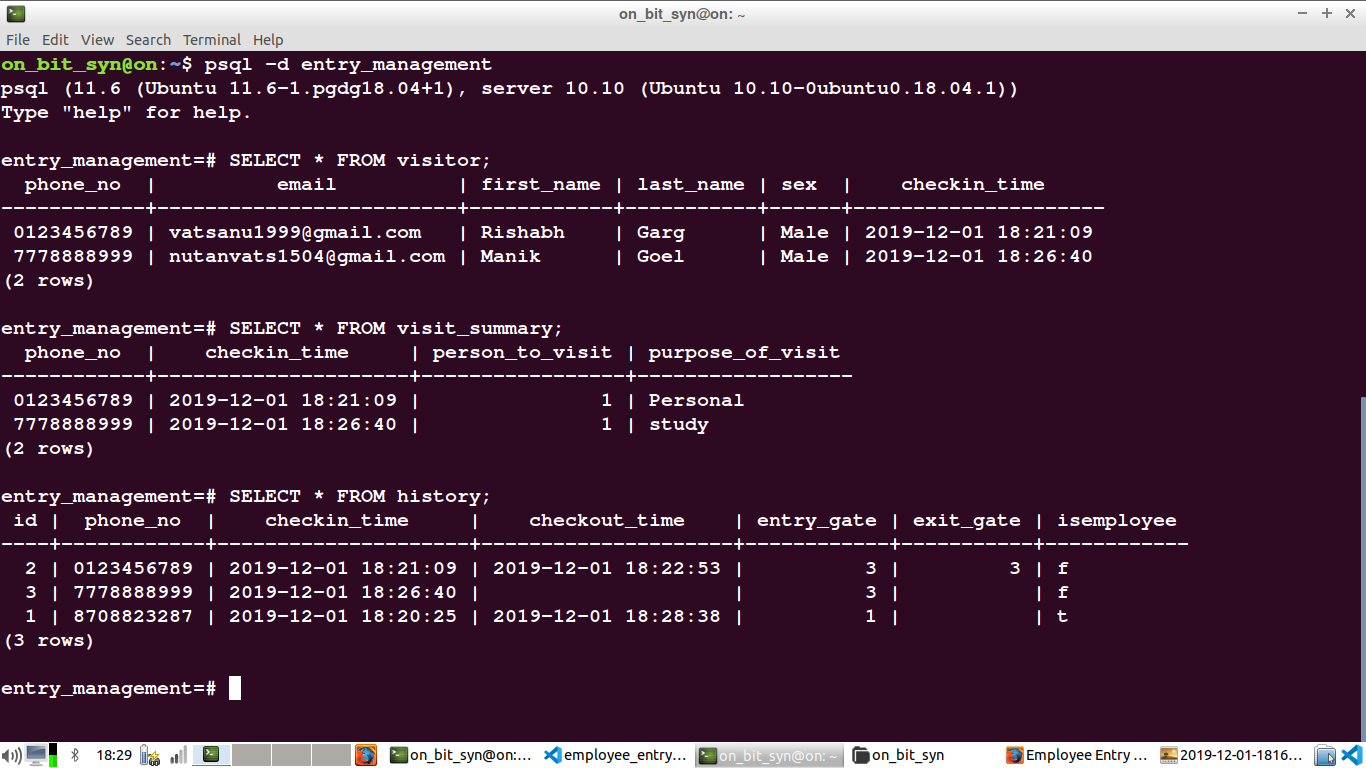 on_bit_syn@on: ~
File Edit View Search Terminal Help
on_bit_syn@on:~$ psql -d entry_management
psql (11.6 (Ubuntu 11.6-1.pgdg18.04+1), server 10.10 (Ubuntu 10.10-0ubuntu0.18.04.1))
Type "help" for help.
entry_management=# SELECT * FROM visitor;
  phone_no  |          email          | first_name | last_name | sex  |    checkin_time
------------+-------------------------+------------+-----------+------+---------------------
 0123456789 | vatsanu1999@gmail.com   | Rishabh    | Garg      | Male | 2019-12-01 18:21:09
 7778888999 | nutanvats1504@gmail.com | Manik      | Goel      | Male | 2019-12-01 18:26:40
(2 rows)
entry_management=# SELECT * FROM visit_summary;
  phone_no  |    checkin_time     | person_to_visit | purpose_of_visit
------------+---------------------+-----------------+------------------
 0123456789 | 2019-12-01 18:21:09 |               1 | Personal
 7778888999 | 2019-12-01 18:26:40 |               1 | study
(2 rows)
entry_management=# SELECT * FROM history;
 id |  phone_no  |    checkin_time     |    checkout_time    | entry_gate | exit_gate | isemployee
----+------------+---------------------+---------------------+------------+-----------+------------
  2 | 0123456789 | 2019-12-01 18:21:09 | 2019-12-01 18:22:53 |          3 |         3 | f
  3 | 7778888999 | 2019-12-01 18:26:40 |                     |          3 |           | f
  1 | 8708823287 | 2019-12-01 18:20:25 | 2019-12-01 18:28:38 |          1 |           | t
(3 rows)
entry_management=#
18:29 on_bit_syn@on:... employee_entry... on_bit_syn@on: ~ on_bit_syn Employee Entry ... 2019-12-01-1816...